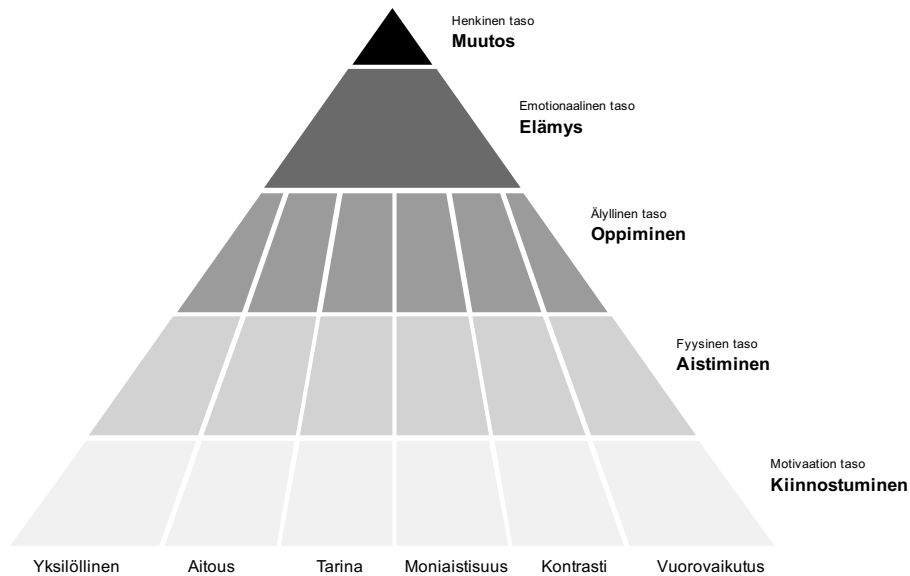 Henkinen taso
Muutos
Emotionaalinen taso
Elämys
Älyllinen taso
Oppiminen
Fyysinen taso
Aistiminen
Motivaation taso
Kiinnostuminen
Yksilöllinen Aitous Tarina Moniaistisuus Kontrasti Vuorovaikutus